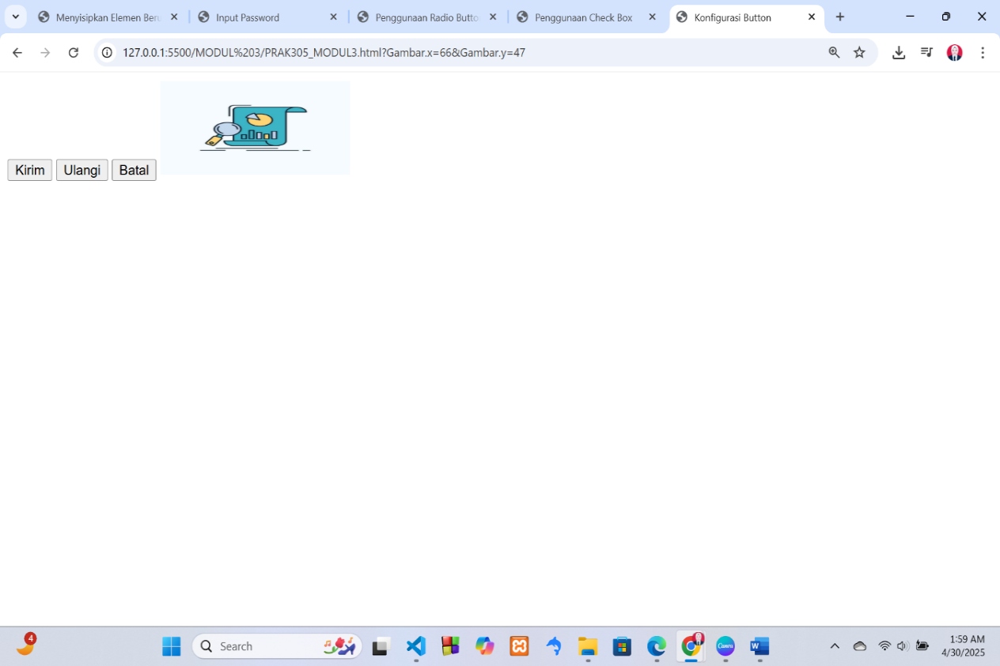 Menyisipkan Elemen Beru
Input Password
Penggunaan Radio Butto
Penggunaan Check Box
Konfigurasi Button
127.0.0.1:5500/MODUL%203/PRAK305_MODUL3.html?Gambar.x=66&Gambar.y=47
Kirim Ulangi Batal
4
Search
Canva
W
1:59 AM
4/30/2025